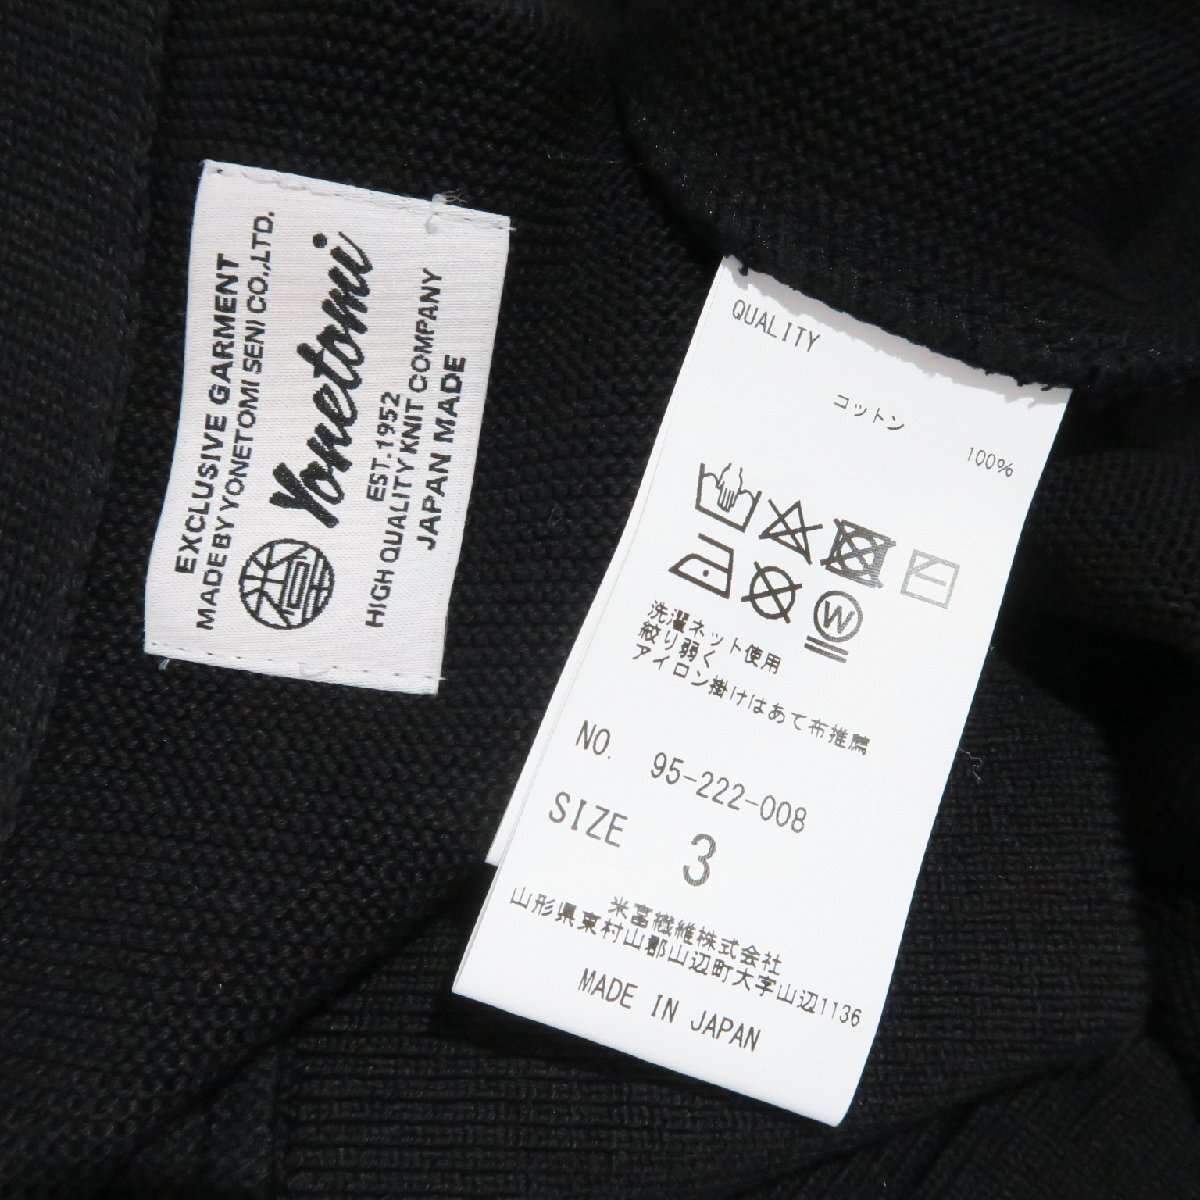 EXCLUSIVE GARMENT
MADE BY YONETOMI SENI CO.,LTD.
Yonetomi
EST.1952
HIGH QUALITY KNIT COMPANY
JAPAN MADE
QUALITY
コットン
100%
W
洗濯ネット使用
絞り弱く
アイロン掛けはあて布推薦
NO. 95-222-008
SIZE 3
米富繊維株式会社
山形県東村山郡山辺町大字山辺1136
MADE IN JAPAN